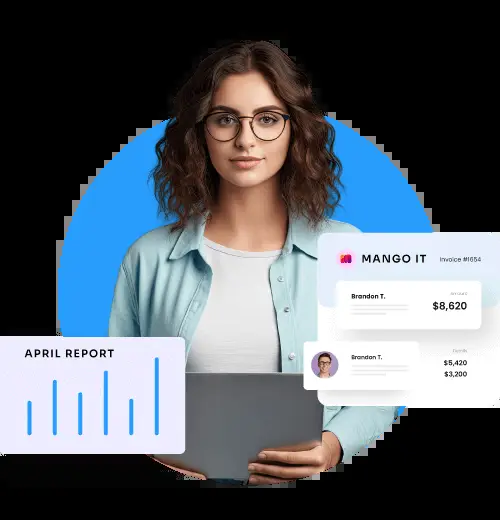 MANGO IT
Invoice #1654
Brandon T.
$8,620
APRIL REPORT
Brandon T.
$5,420
$3,200